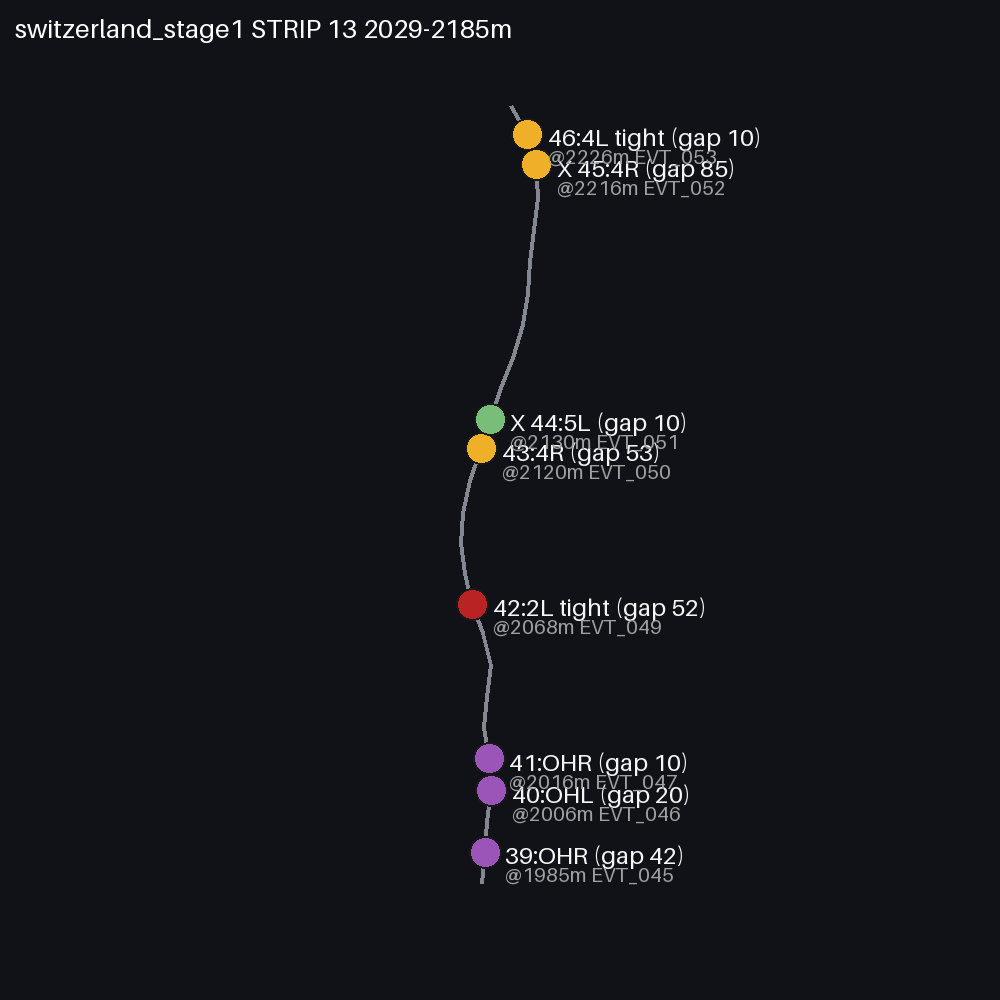 switzerland_stage1 STRIP 13 2029-2185m
46:4L tight (gap 10)
@2226m EVT_053
X 45:4R (gap 85)
@2216m EVT_052
X 44:5L (gap 10)
@2130m EVT_051
43:4R (gap 53)
@2120m EVT_050
42:2L tight (gap 52)
@2068m EVT_049
41:OHR (gap 10)
@2016m EVT_047
40:OHL (gap 20)
@2006m EVT_046
39:OHR (gap 42)
@1985m EVT_045